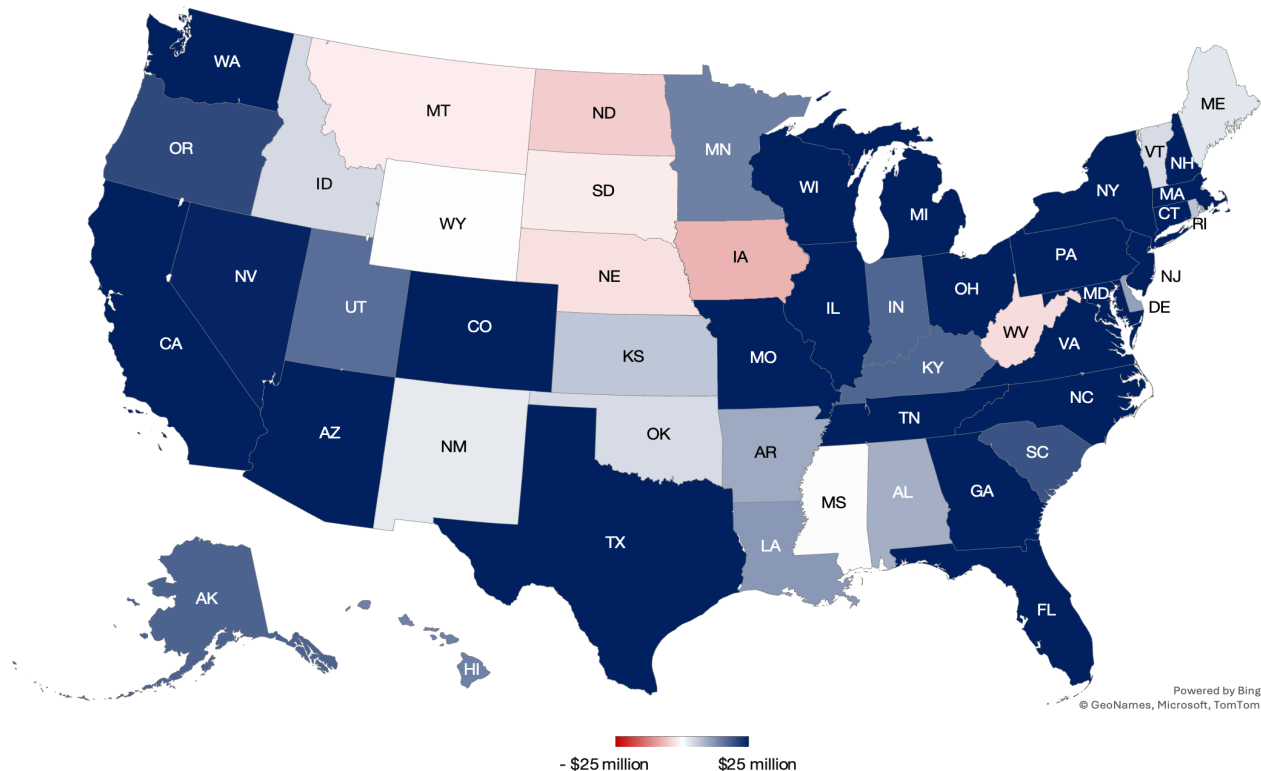 WA
ME
MT
ND
OR
MN
VT
NH
ID
SD
WI
NY
MA
MI
CT
RI
WY
IA
PA
NV
NE
NJ
OH
MD
DE
UT
IL
IN
CO
WV
CA
KS
MO
VA
KY
NC
AZ
TN
NM
OK
AR
SC
MS
AL
GA
TX
LA
AK
FL
HI
Powered by Bing
© GeoNames, Microsoft, TomTom
- $25 million
$25 million